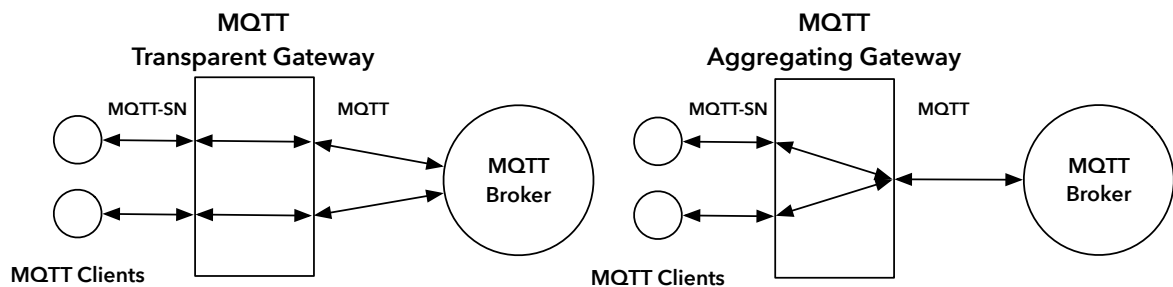 MQTT
Transparent Gateway
MQTT-SN
MQTT
MQTT
Broker
MQTT Clients
MQTT
Aggregating Gateway
MQTT-SN
MQTT
MQTT
Broker
MQTT Clients